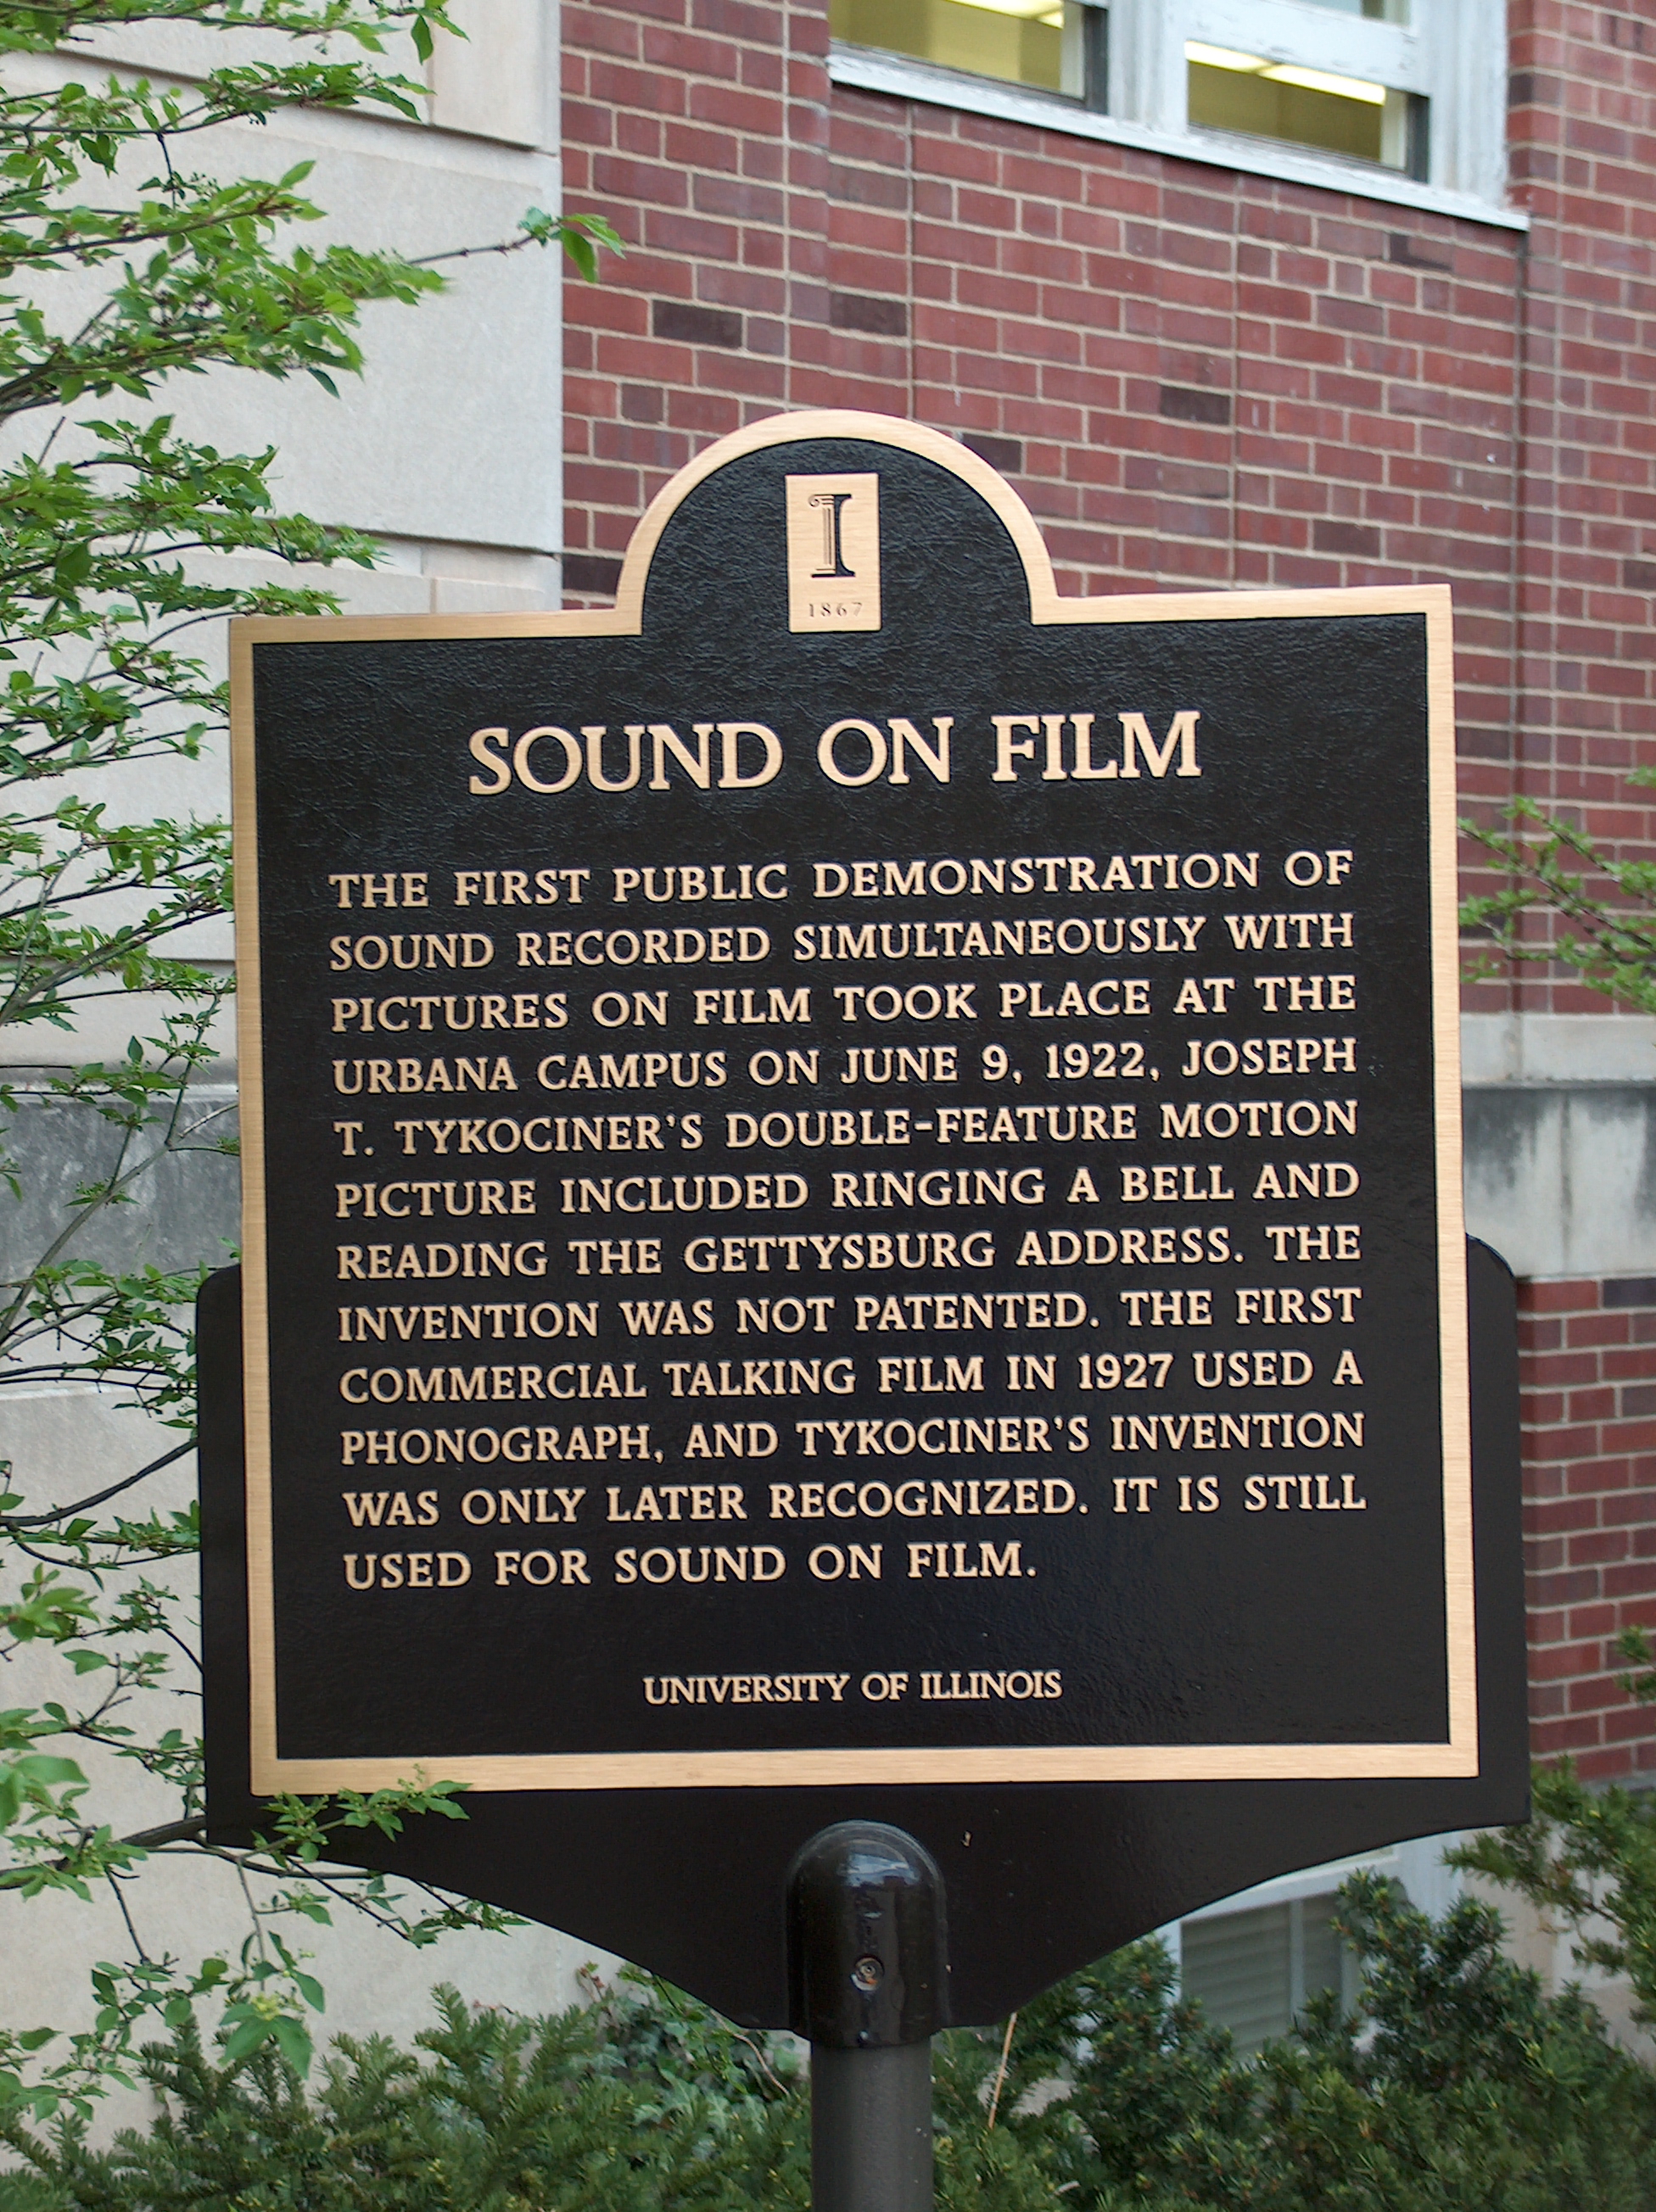 I
1867
SOUND ON FILM
THE FIRST PUBLIC DEMONSTRATION OF
SOUND RECORDED SIMULTANEOUSLY WITH
PICTURES ON FILM TOOK PLACE AT THE
URBANA CAMPUS ON JUNE 9, 1922, JOSEPH
T. TYKOCINER'S DOUBLE-FEATURE MOTION
PICTURE INCLUDED RINGING A BELL AND
READING THE GETTYSBURG ADDRESS. THE
INVENTION WAS NOT PATENTED. THE FIRST
COMMERCIAL TALKING FILM IN 1927 USED A
PHONOGRAPH, AND TYKOCINER'S INVENTION
WAS ONLY LATER RECOGNIZED. IT IS STILL
USED FOR SOUND ON FILM.
UNIVERSITY OF ILLINOIS